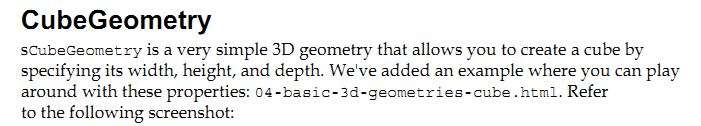 CubeGeometry
sCubeGeometry is a very simple 3D geometry that allows you to create a cube by
specifying its width, height, and depth. We've added an example where you can play
around with these properties: 04-basic-3d-geometries-cube.html. Refer
to the following screenshot: